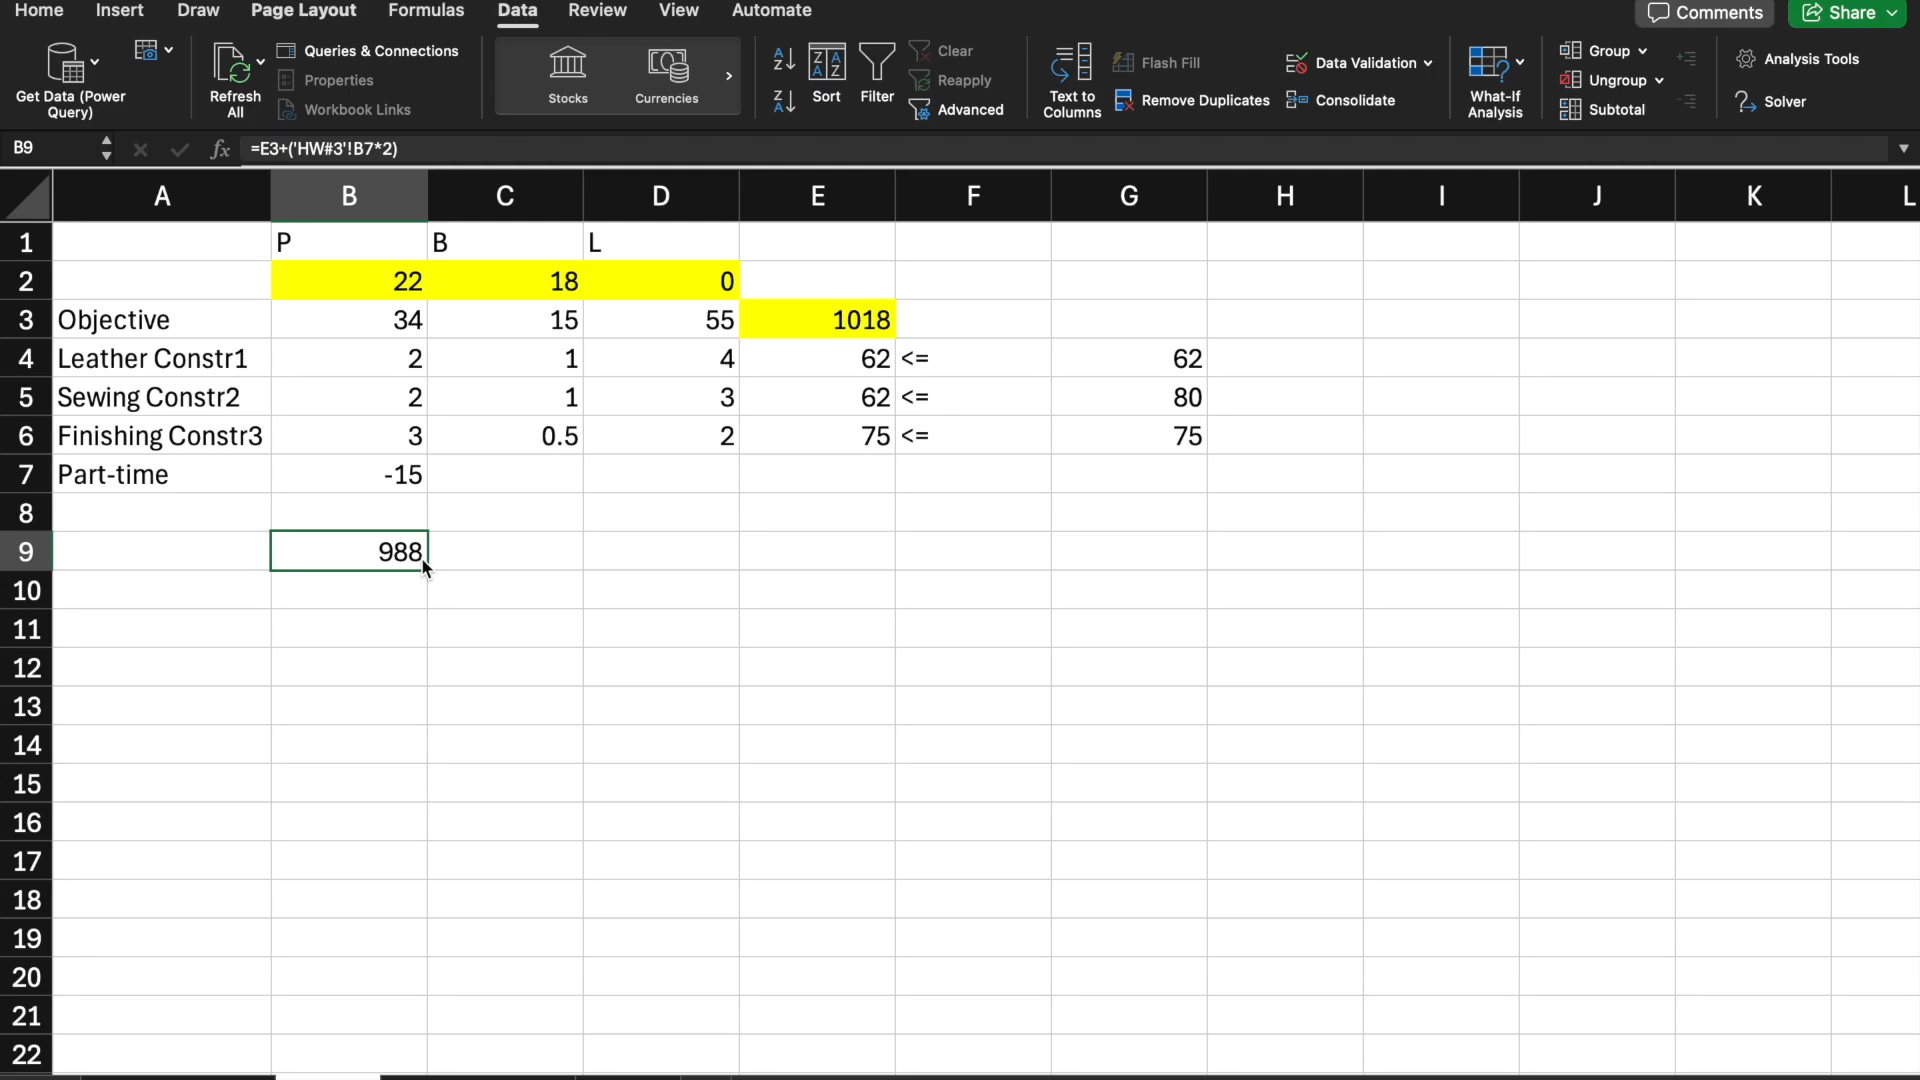 Home Insert Draw Page Layout Formulas Data Review View Automate Comments Share
Get Data (Power Query)
Refresh All
Queries & Connections
Properties
Workbook Links
Stocks
Currencies
Sort
Filter
Clear
Reapply
Advanced
Text to Columns
Flash Fill
Remove Duplicates
Data Validation
Consolidate
What-If Analysis
Group
Ungroup
Subtotal
Analysis Tools
Solver
B9 fx =E3+('HW#3'!B7*2)
A B C D E F G H I J K L
1 P B L
2 22 18 0
3 Objective 34 15 55 1018
4 Leather Constr1 2 1 4 62 <= 62
5 Sewing Constr2 2 1 3 62 <= 80
6 Finishing Constr3 3 0.5 2 75 <= 75
7 Part-time -15
8
9 988
10
11
12
13
14
15
16
17
18
19
20
21
22